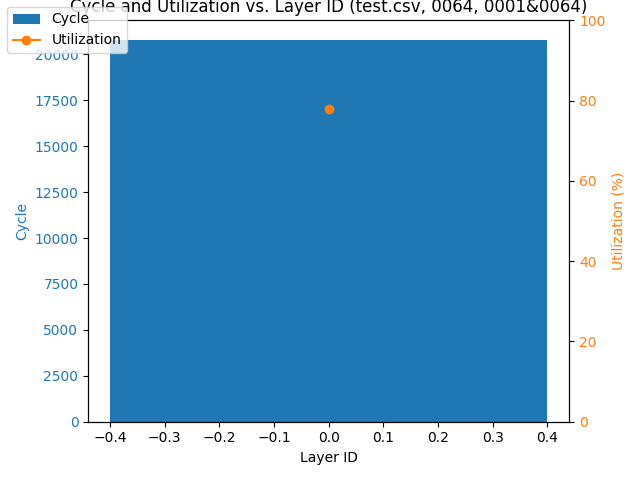 Cycle and Utilization vs. Layer ID (test.csv, 0064, 0001&0064)
Cycle
Utilization
20000
17500
15000
12500
10000
7500
5000
2500
0
Cycle
100
80
60
40
20
0
Utilization (%)
−0.4 −0.3 −0.2 −0.1 0.0 0.1 0.2 0.3 0.4
Layer ID